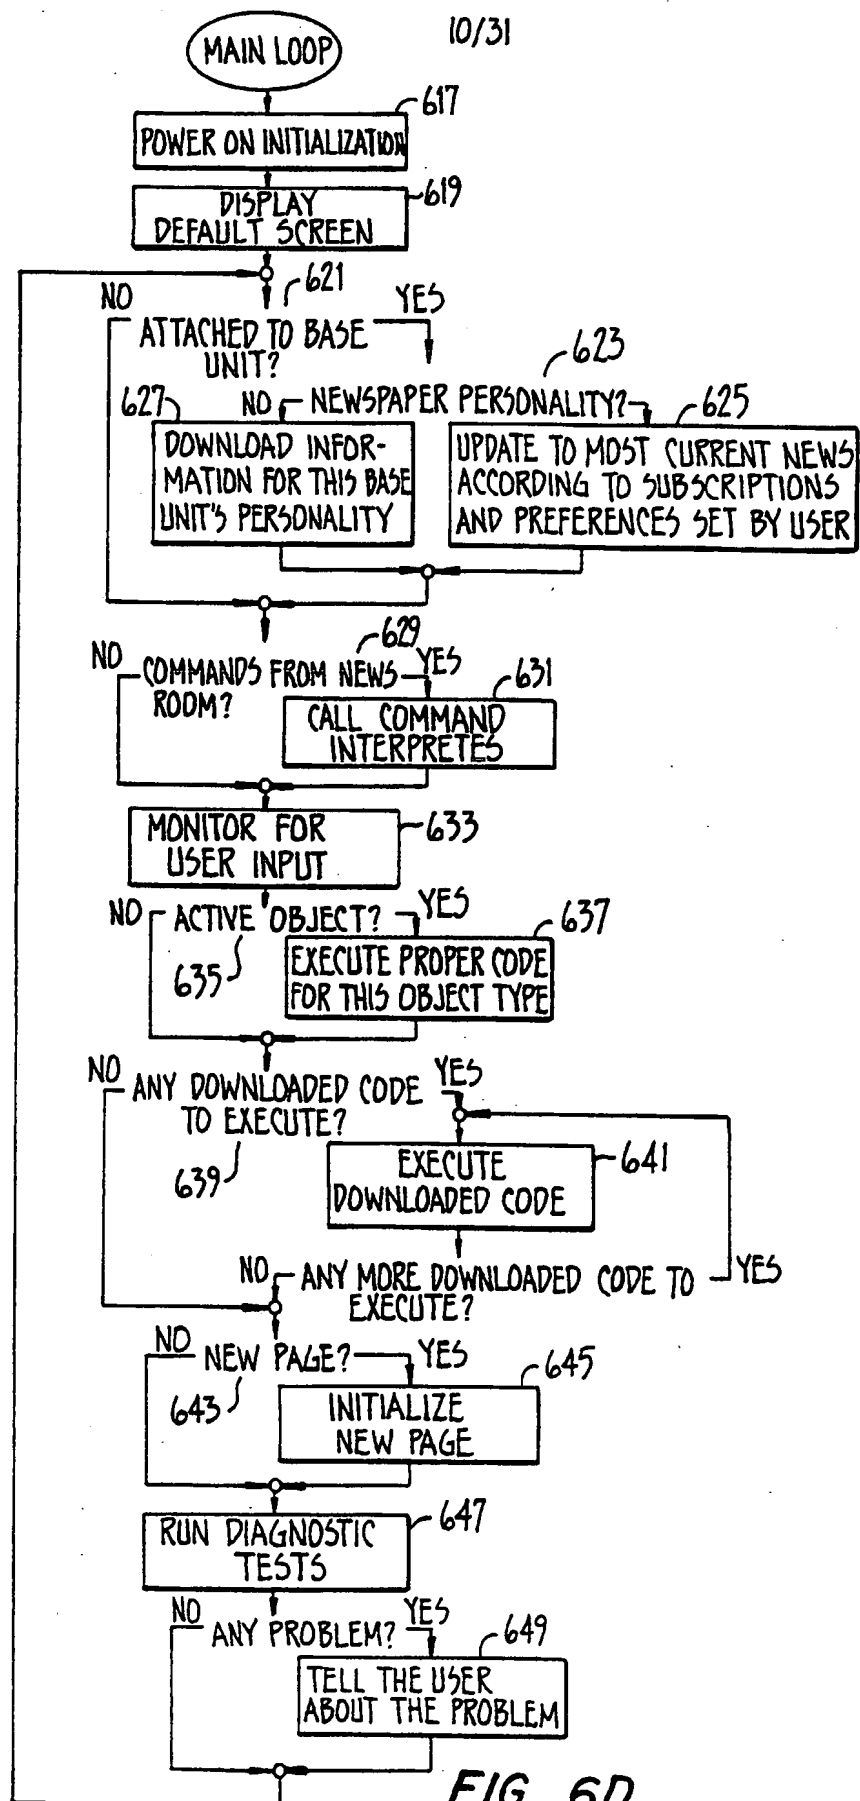 10/31
MAIN LOOP
617
POWER ON INITIALIZATION
619
DISPLAY
DEFAULT SCREEN
621
NO
YES
ATTACHED TO BASE
UNIT?
623
627
NO
NEWSPAPER PERSONALITY?
625
DOWNLOAD INFOR-
MATION FOR THIS BASE
UNIT'S PERSONALITY
UPDATE TO MOST CURRENT NEWS
ACCORDING TO SUBSCRIPTIONS
AND PREFERENCES SET BY USER
629
NO
COMMANDS FROM NEWS
ROOM?
YES
631
CALL COMMAND
INTERPRETES
MONITOR FOR
USER INPUT
633
NO
ACTIVE OBJECT?
YES
635
637
EXECUTE PROPER CODE
FOR THIS OBJECT TYPE
NO
ANY DOWNLOADED CODE
TO EXECUTE?
YES
639
641
EXECUTE
DOWNLOADED CODE
NO
ANY MORE DOWNLOADED CODE TO
EXECUTE?
YES
NO
NEW PAGE?
YES
643
645
INITIALIZE
NEW PAGE
647
RUN DIAGNOSTIC
TESTS
NO
ANY PROBLEM?
YES
649
TELL THE USER
ABOUT THE PROBLEM
FIG. 6D